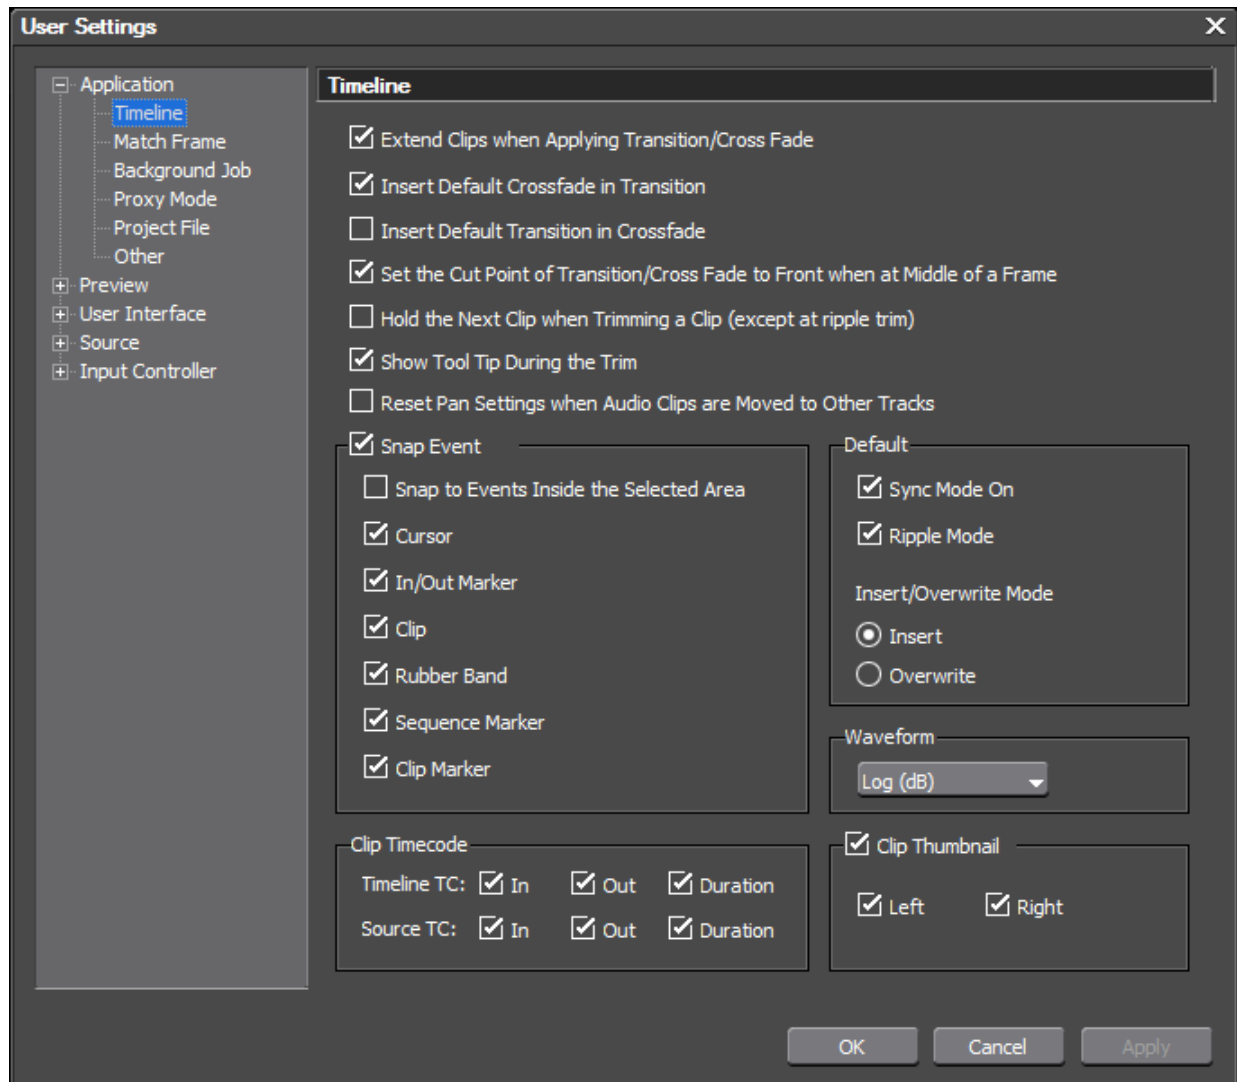 User Settings
Application
Timeline
Match Frame
Background Job
Proxy Mode
Project File
Other
Preview
User Interface
Source
Input Controller
Timeline
Extend Clips when Applying Transition/Cross Fade
Insert Default Crossfade in Transition
Insert Default Transition in Crossfade
Set the Cut Point of Transition/Cross Fade to Front when at Middle of a Frame
Hold the Next Clip when Trimming a Clip (except at ripple trim)
Show Tool Tip During the Trim
Reset Pan Settings when Audio Clips are Moved to Other Tracks
Snap Event
Snap to Events Inside the Selected Area
Cursor
In/Out Marker
Clip
Rubber Band
Sequence Marker
Clip Marker
Default
Sync Mode On
Ripple Mode
Insert/Overwrite Mode
Insert
Overwrite
Waveform
Log (dB)
Clip Timecode
Timeline TC: In Out Duration
Source TC: In Out Duration
Clip Thumbnail
Left Right
OK Cancel Apply